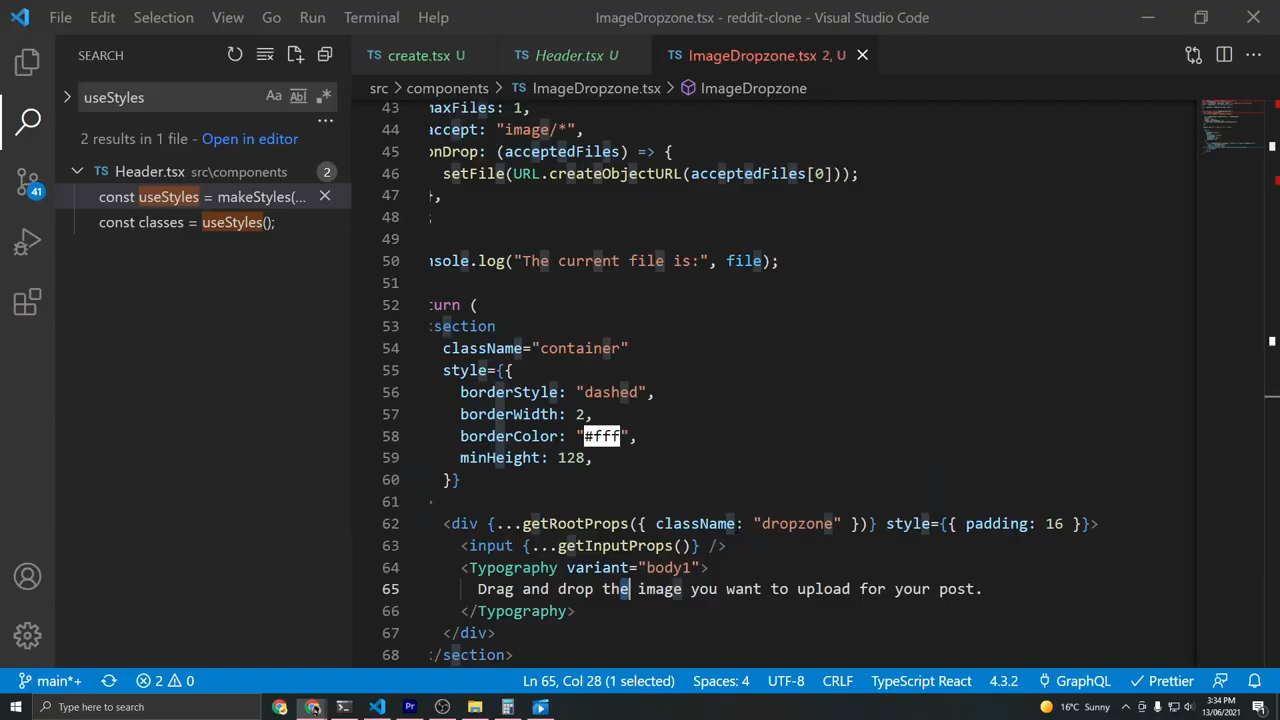 File Edit Selection View Go Run Terminal Help ImageDropzone.tsx - reddit-clone - Visual Studio Code
SEARCH
TS create.tsx U
TS Header.tsx U
TS ImageDropzone.tsx 2, U
src components TS ImageDropzone.tsx ImageDropzone
useStyles Aa ab .*
2 results in 1 file - Open in editor
TS Header.tsx src\components 2
const useStyles = makeStyles(...
const classes = useStyles();
41
43 maxFiles: 1,
44 accept: "image/*",
45 onDrop: (acceptedFiles) => {
46 setFile(URL.createObjectURL(acceptedFiles[0]));
47 },
48 ;
49
50 nsole.log("The current file is:", file);
51
52 turn (
53 section
54 className="container"
55 style={{
56 borderStyle: "dashed",
57 borderWidth: 2,
58 borderColor: "#fff",
59 minHeight: 128,
60 }}
61 >
62 <div {...getRootProps({ className: "dropzone" })} style={{ padding: 16 }}>
63 <input {...getInputProps()} />
64 <Typography variant="body1">
65 Drag and drop the image you want to upload for your post.
66 </Typography>
67 </div>
68 </section>
main*+ 2 0 Ln 65, Col 28 (1 selected) Spaces: 4 UTF-8 CRLF TypeScript React 4.3.2 GraphQL Prettier
Type here to search
Pr
16°C Sunny
3:34 PM
13/06/2021